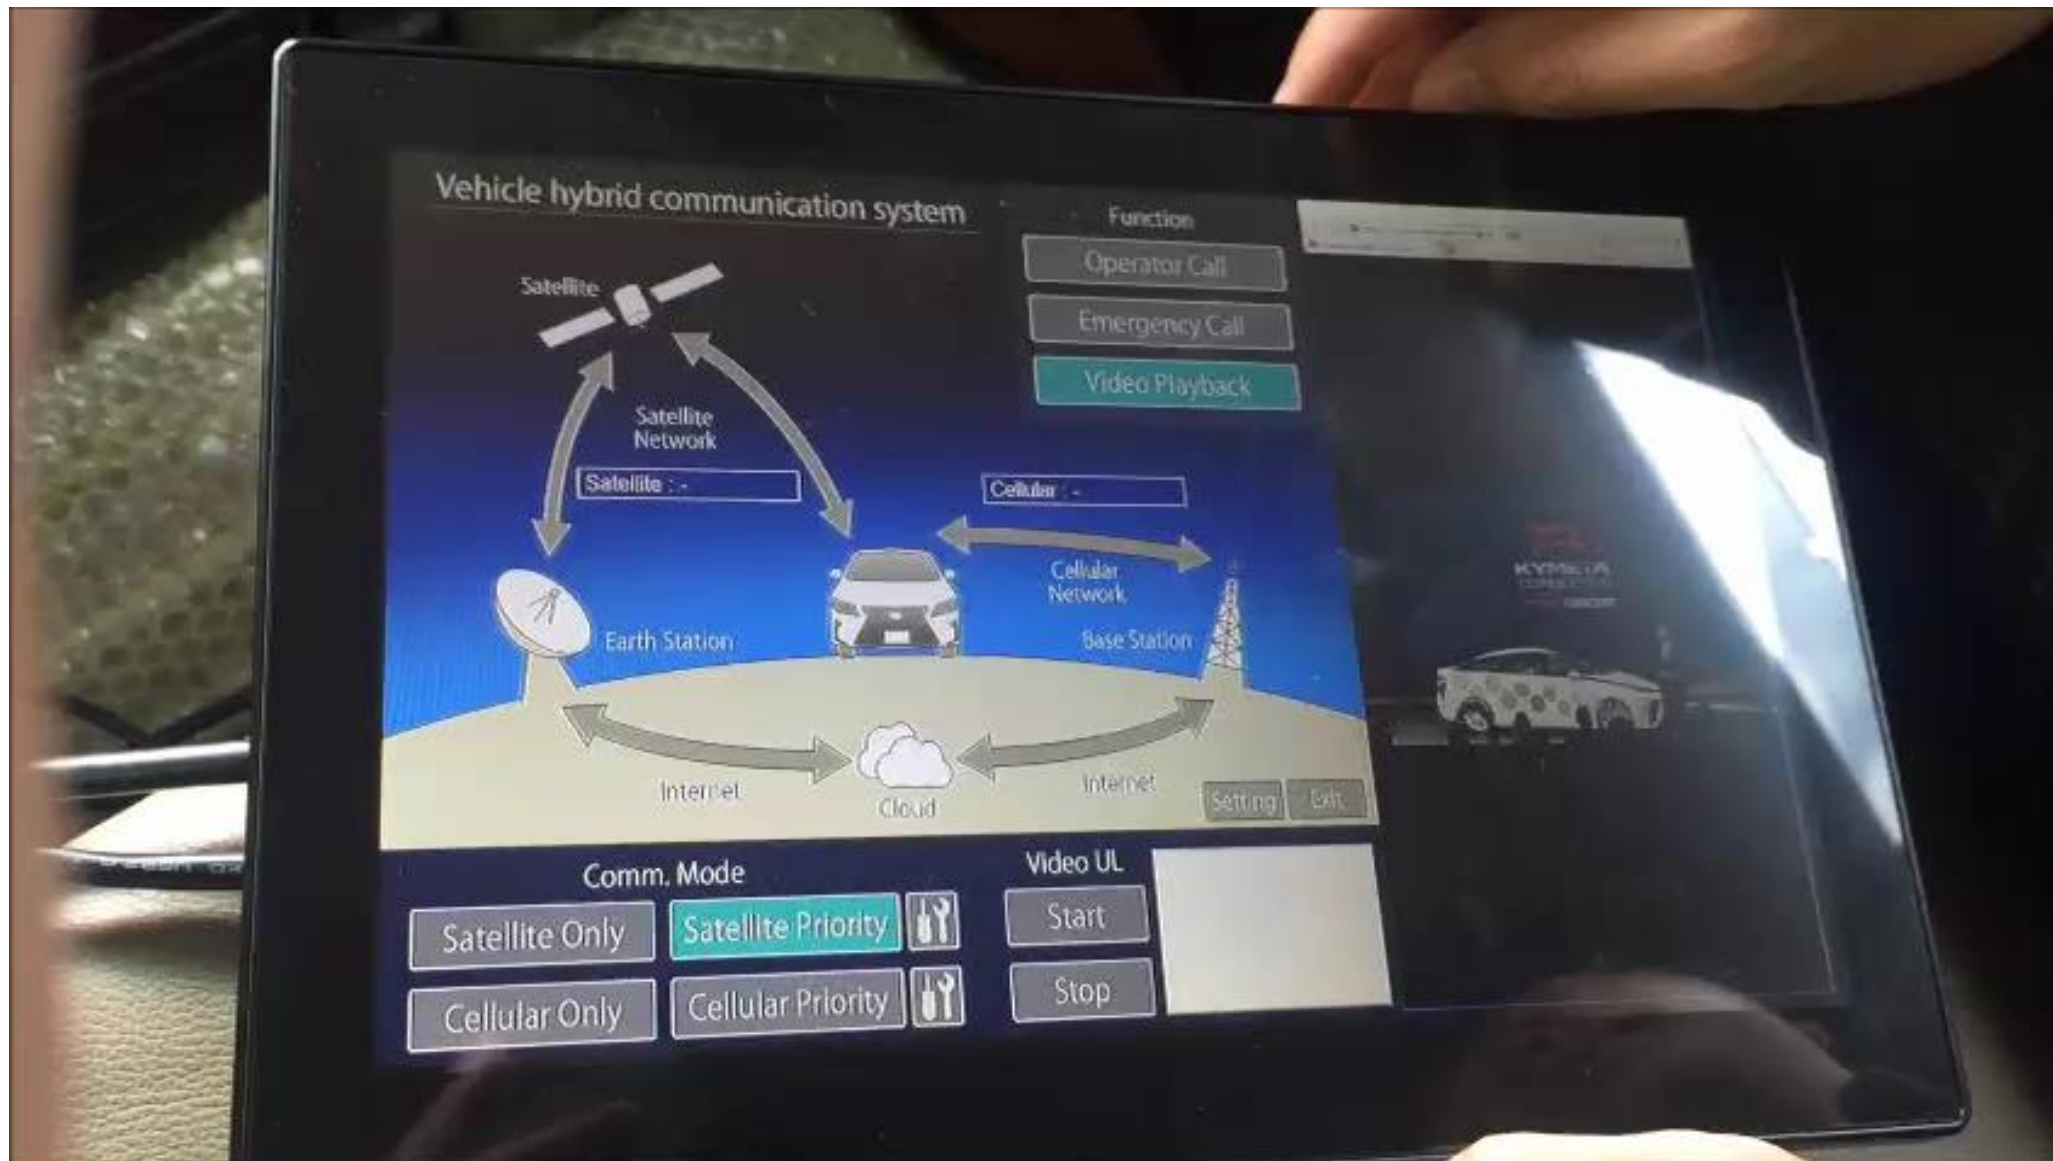 Vehicle hybrid communication system
Function
Operator Call
Emergency Call
Video Playback
Satellite
Satellite
Network
Satellite : -
Cellular : -
Cellular
Network
Earth Station
Base Station
Internet
Cloud
Internet
Setting
Exit
KYMETA
Comm. Mode
Satellite Only
Satellite Priority
Cellular Only
Cellular Priority
Video UL
Start
Stop